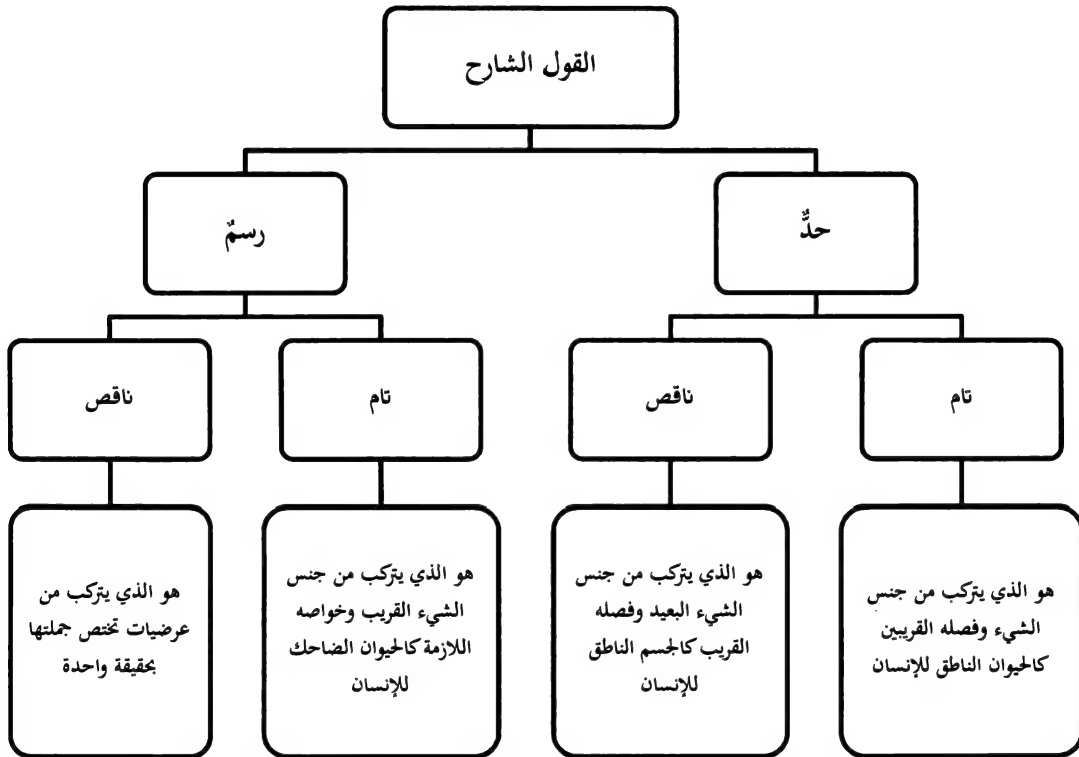 القول الشارح
حدٌّ
رسمٌ
تام
ناقص
تام
ناقص
هو الذي يتركب من جنس
الشيء وفصله القريبين
كالحيوان الناطق للإنسان
هو الذي يتركب من جنس
الشيء البعيد وفصله
القريب كالجسم الناطق
للإنسان
هو الذي يتركب من جنس
الشيء القريب وخواصه
اللازمة كالحيوان الضاحك
للإنسان
هو الذي يتركب من
عرضيات تختص جملتها
بحقيقة واحدة